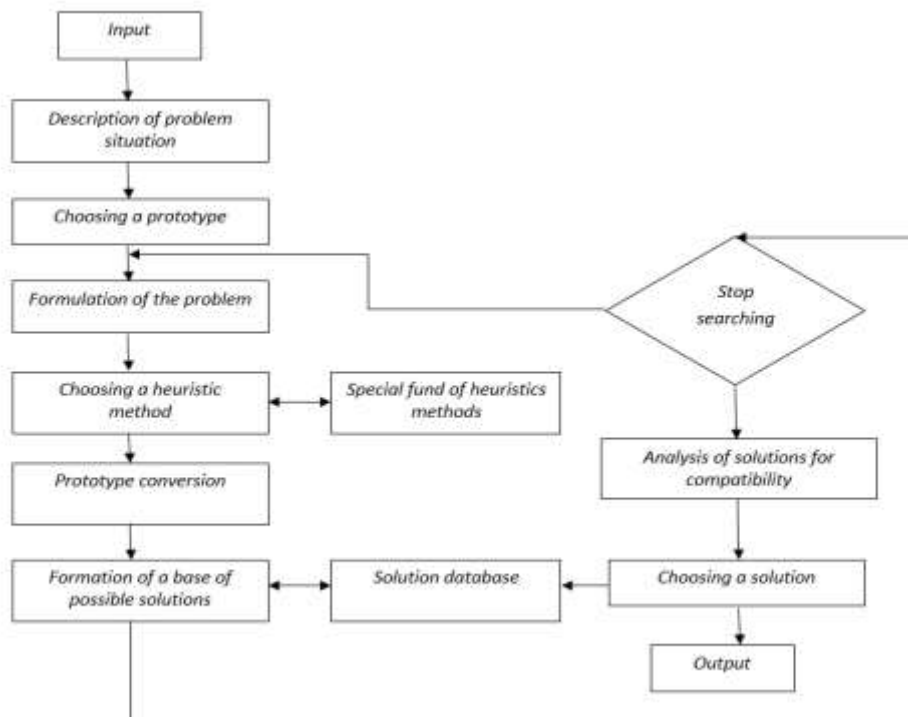 Input
Description of problem
situation
Choosing a prototype
Formulation of the problem
Choosing a heuristic
method
Special fund of heuristics
methods
Prototype conversion
Formation of a base of
possible solutions
Solution database
Stop
searching
Analysis of solutions for
compatibility
Choosing a solution
Output